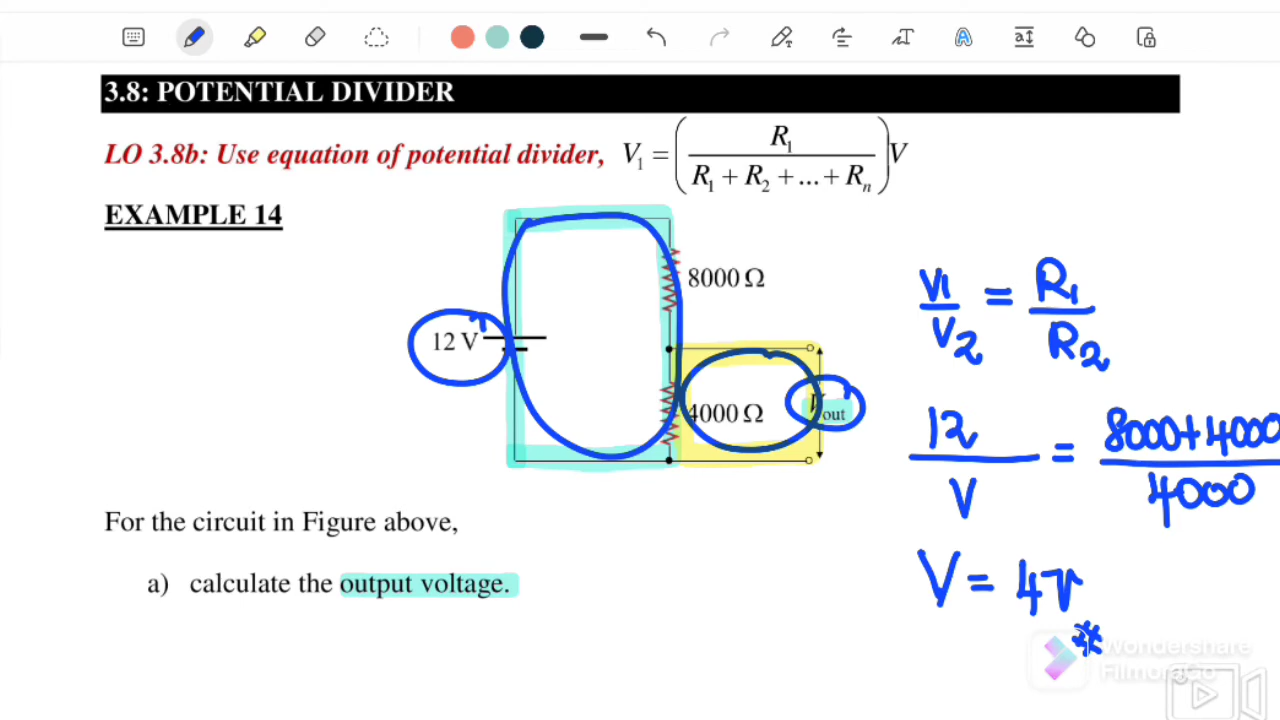 3.8: POTENTIAL DIVIDER
LO 3.8b: Use equation of potential divider, V₁ = (R₁ / (R₁ + R₂ + ... + Rₙ)) V
EXAMPLE 14
8000 Ω
12 V
4000 Ω
Vout
V1/V2 = R1/R2
12/V = 8000+4000/4000
V = 4V
For the circuit in Figure above,
a) calculate the output voltage.
Wondershare
FilmoraGo